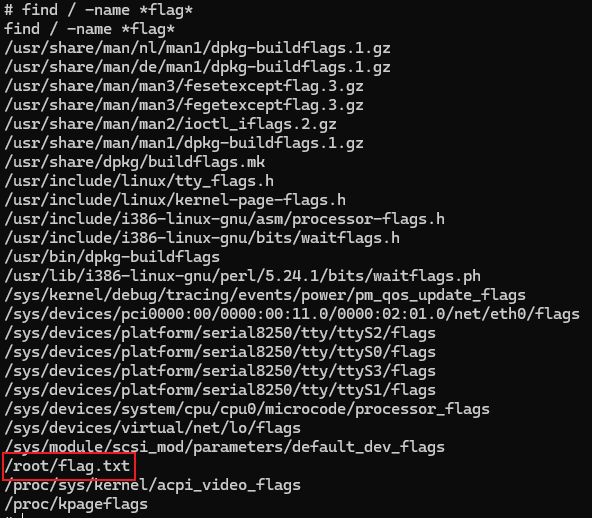 # find / -name *flag*
find / -name *flag*
/usr/share/man/nl/man1/dpkg-buildflags.1.gz
/usr/share/man/de/man1/dpkg-buildflags.1.gz
/usr/share/man/man3/fesetexceptflag.3.gz
/usr/share/man/man3/fegetexceptflag.3.gz
/usr/share/man/man2/ioctl_iflags.2.gz
/usr/share/man/man1/dpkg-buildflags.1.gz
/usr/share/dpkg/buildflags.mk
/usr/include/linux/tty_flags.h
/usr/include/linux/kernel-page-flags.h
/usr/include/i386-linux-gnu/asm/processor-flags.h
/usr/include/i386-linux-gnu/bits/waitflags.h
/usr/bin/dpkg-buildflags
/usr/lib/i386-linux-gnu/perl/5.24.1/bits/waitflags.ph
/sys/kernel/debug/tracing/events/power/pm_qos_update_flags
/sys/devices/pci0000:00/0000:00:11.0/0000:02:01.0/net/eth0/flags
/sys/devices/platform/serial8250/tty/ttyS2/flags
/sys/devices/platform/serial8250/tty/ttyS0/flags
/sys/devices/platform/serial8250/tty/ttyS3/flags
/sys/devices/platform/serial8250/tty/ttyS1/flags
/sys/devices/system/cpu/cpu0/microcode/processor_flags
/sys/devices/virtual/net/lo/flags
/sys/module/scsi_mod/parameters/default_dev_flags
/root/flag.txt
/proc/sys/kernel/acpi_video_flags
/proc/kpageflags